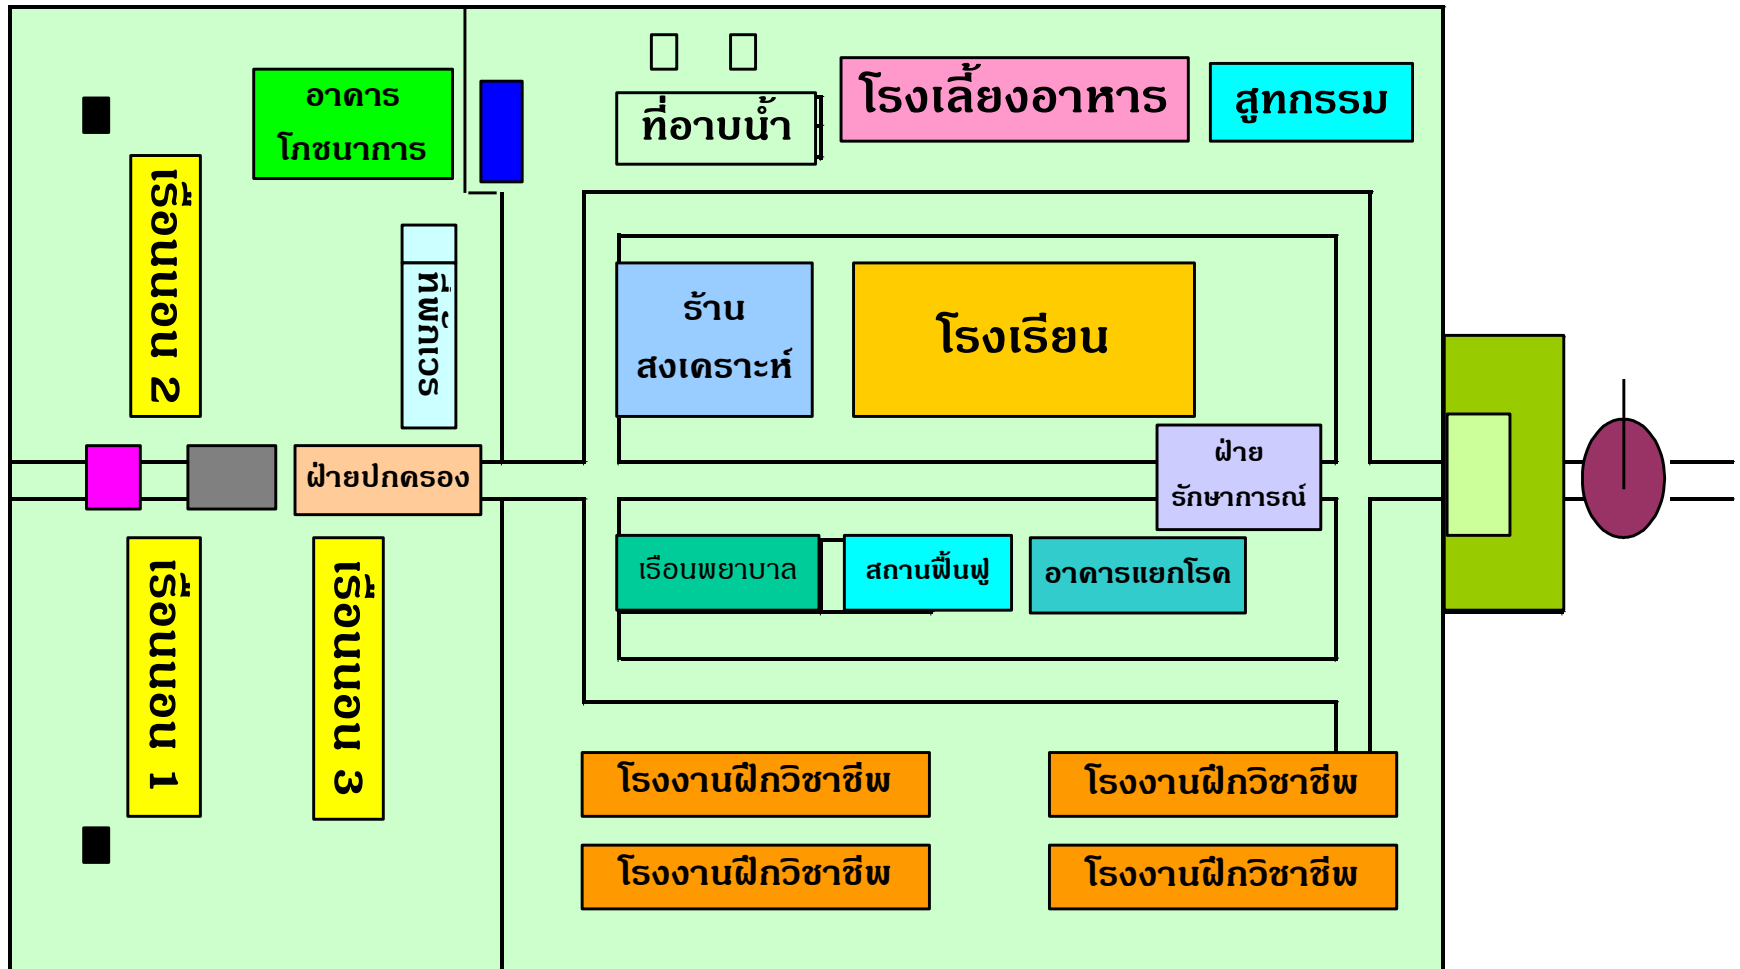 อาคาร
โภชนาการ
ที่อาบน้ำ
โรงเลี้ยงอาหาร
สูทกรรม
เรือนนอน 2
ที่พักเวร
ร้าน
สงเคราะห์
โรงเรียน
ฝ่ายปกครอง
ฝ่าย
รักษาการณ์
เรือนพยาบาล
สถานฟื้นฟู
อาคารแยกโรค
เรือนนอน 1
เรือนนอน 3
โรงงานฝึกวิชาชีพ
โรงงานฝึกวิชาชีพ
โรงงานฝึกวิชาชีพ
โรงงานฝึกวิชาชีพ